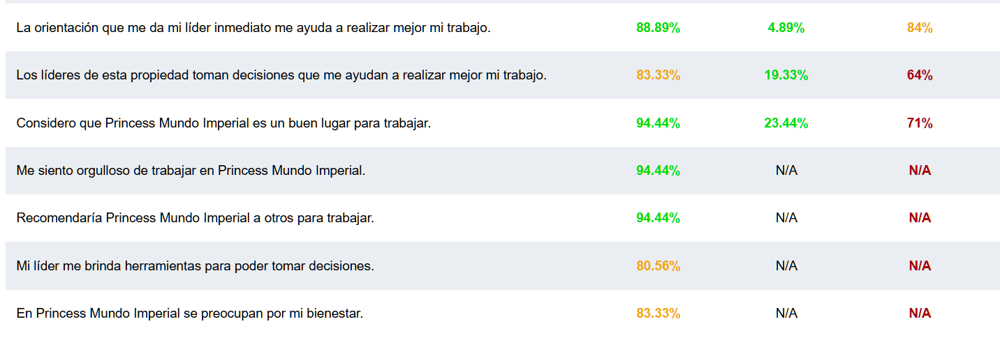 La orientación que me da mi líder inmediato me ayuda a realizar mejor mi trabajo. 88.89% 4.89% 84%
Los líderes de esta propiedad toman decisiones que me ayudan a realizar mejor mi trabajo. 83.33% 19.33% 64%
Considero que Princess Mundo Imperial es un buen lugar para trabajar. 94.44% 23.44% 71%
Me siento orgulloso de trabajar en Princess Mundo Imperial. 94.44% N/A N/A
Recomendaría Princess Mundo Imperial a otros para trabajar. 94.44% N/A N/A
Mi líder me brinda herramientas para poder tomar decisiones. 80.56% N/A N/A
En Princess Mundo Imperial se preocupan por mi bienestar. 83.33% N/A N/A